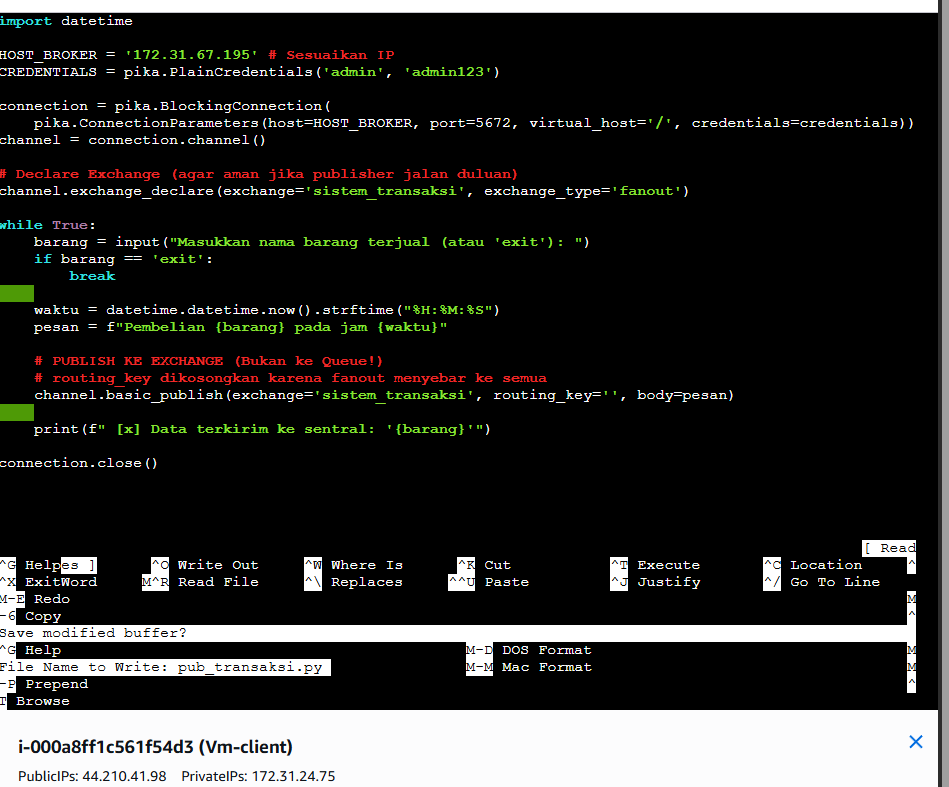 import datetime
HOST_BROKER = '172.31.67.195' # Sesuaikan IP
CREDENTIALS = pika.PlainCredentials('admin', 'admin123')
connection = pika.BlockingConnection(
    pika.ConnectionParameters(host=HOST_BROKER, port=5672, virtual_host='/', credentials=credentials))
channel = connection.channel()
# Declare Exchange (agar aman jika publisher jalan duluan)
channel.exchange_declare(exchange='sistem_transaksi', exchange_type='fanout')
while True:
    barang = input("Masukkan nama barang terjual (atau 'exit'): ")
    if barang == 'exit':
        break
    waktu = datetime.datetime.now().strftime("%H:%M:%S")
    pesan = f"Pembelian {barang} pada jam {waktu}"
    # PUBLISH KE EXCHANGE (Bukan ke Queue!)
    # routing_key dikosongkan karena fanout menyebar ke semua
    channel.basic_publish(exchange='sistem_transaksi', routing_key='', body=pesan)
    print(f" [x] Data terkirim ke sentral: '{barang}'")
connection.close()
[ Read
^G Helpes ] ^O Write Out ^W Where Is ^K Cut ^T Execute ^C Location ^
^X ExitWord M^R Read File ^\ Replaces ^^U Paste ^J Justify ^/ Go To Line
M-E Redo M
-6 Copy ^
Save modified buffer?
^G Help M-D DOS Format M
File Name to Write: pub_transaksi.py M-M Mac Format M
-P Prepend ^
T Browse
i-000a8ff1c561f54d3 (Vm-client)
PublicIPs: 44.210.41.98 PrivateIPs: 172.31.24.75